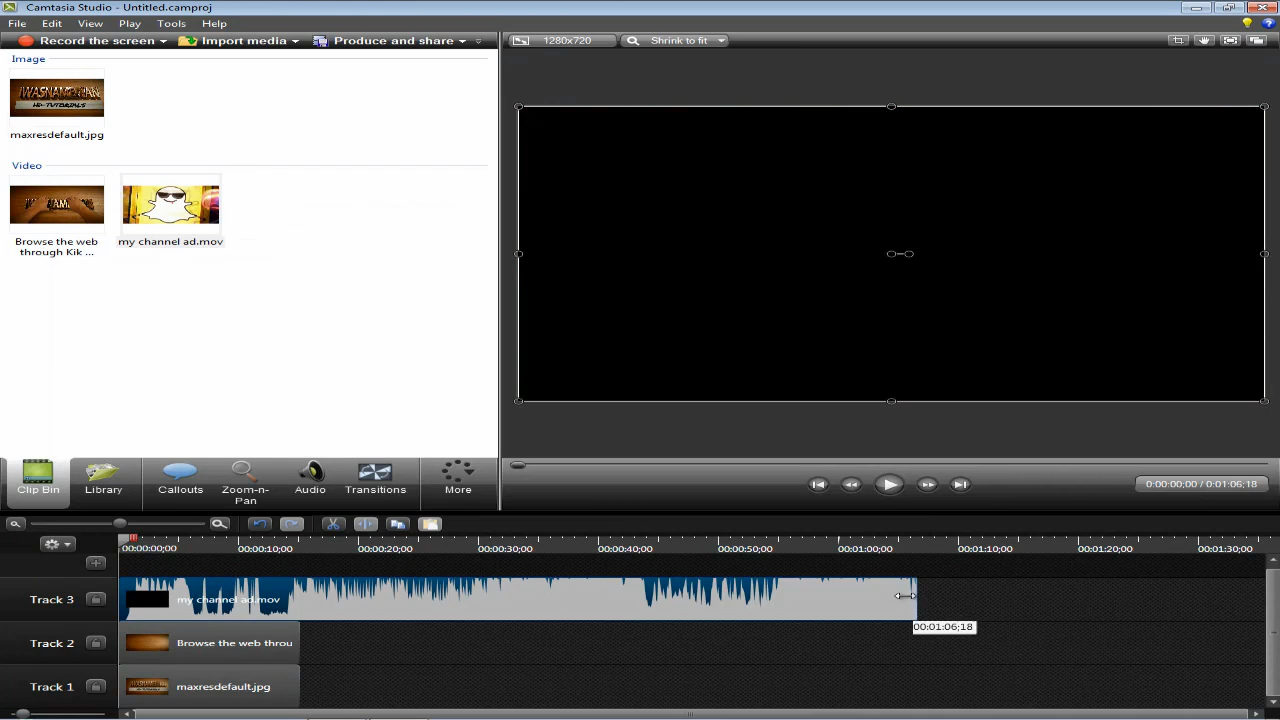 Camtasia Studio - Untitled.camproj
File Edit View Play Tools Help
Record the screen Import media Produce and share
1280x720 Shrink to fit
Image
IWASNAMEDAN
HD-TUTORIALS
maxresdefault.jpg
Video
Browse the web
through Kik ...
my channel ad.mov
Clip Bin Library Callouts Zoom-n-
Pan Audio Transitions More
0:00:00;00 / 0:01:06;18
00:00:00;00 00:00:10;00 00:00:20;00 00:00:30;00 00:00:40;00 00:00:50;00 00:01:00;00 00:01:10;00 00:01:20;00 00:01:30;00
Track 3 my channel ad.mov
00:01:06;18
Track 2 Browse the web throu
Track 1 maxresdefault.jpg